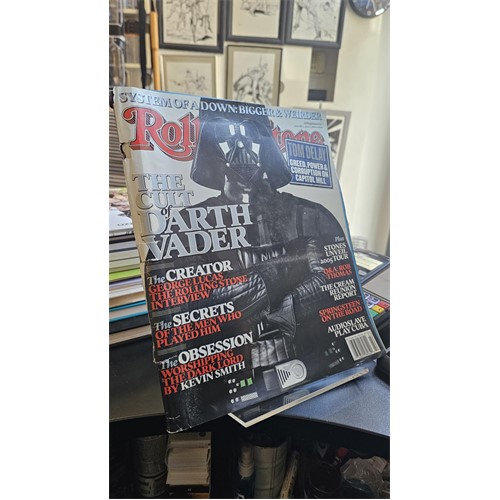 SYSTEM OF A DOWN: BIGGER & WEIRDER
Roll
TOM DELAY
GREED, POWER &
CORRUPTION ON
CAPITOL HILL
THE
CULT
of
DARTH
VADER
The CREATOR
GEORGE LUCAS
THE ROLLING STONE
INTERVIEW
The SECRETS
OF THE MEN WHO
PLAYED HIM
The OBSESSION
WORSHIPPING
THE DARK LORD
BY KEVIN SMITH
Plus
STONES
UNVEIL
2005 TOUR
Q&A: ROB
THOMAS
THE CREAM
REUNION
REPORT
SPRINGSTEEN
ON THE ROAD
AUDIOSLAVE
PLAY CUBA